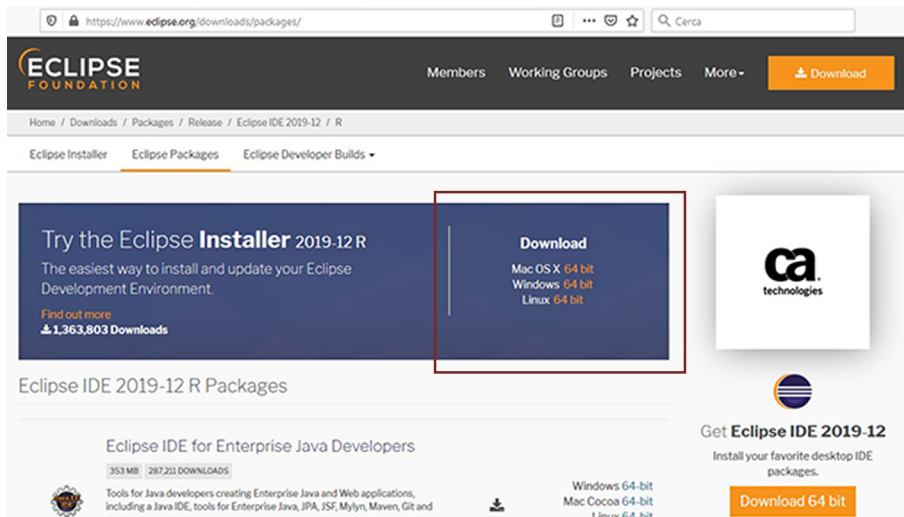 https://www.eclipse.org/downloads/packages/
Cerca
ECLIPSE
FOUNDATION
Members Working Groups Projects More
Download
Home / Downloads / Packages / Release / Eclipse IDE 2019-12 / R
Eclipse Installer Eclipse Packages Eclipse Developer Builds
Try the Eclipse Installer 2019-12 R
The easiest way to install and update your Eclipse
Development Environment.
Find out more
1,363,803 Downloads
Download
Mac OS X 64 bit
Windows 64 bit
Linux 64 bit
ca
technologies
Eclipse IDE 2019-12 R Packages
Eclipse IDE for Enterprise Java Developers
353 MB 287,211 DOWNLOADS
Tools for Java developers creating Enterprise Java and Web applications,
including a Java IDE, tools for Enterprise Java, JPA, JSF, Mylyn, Maven, Git and
Windows 64-bit
Mac Cocoa 64-bit
Linux 64-bit
Get Eclipse IDE 2019-12
Install your favorite desktop IDE
packages.
Download 64 bit